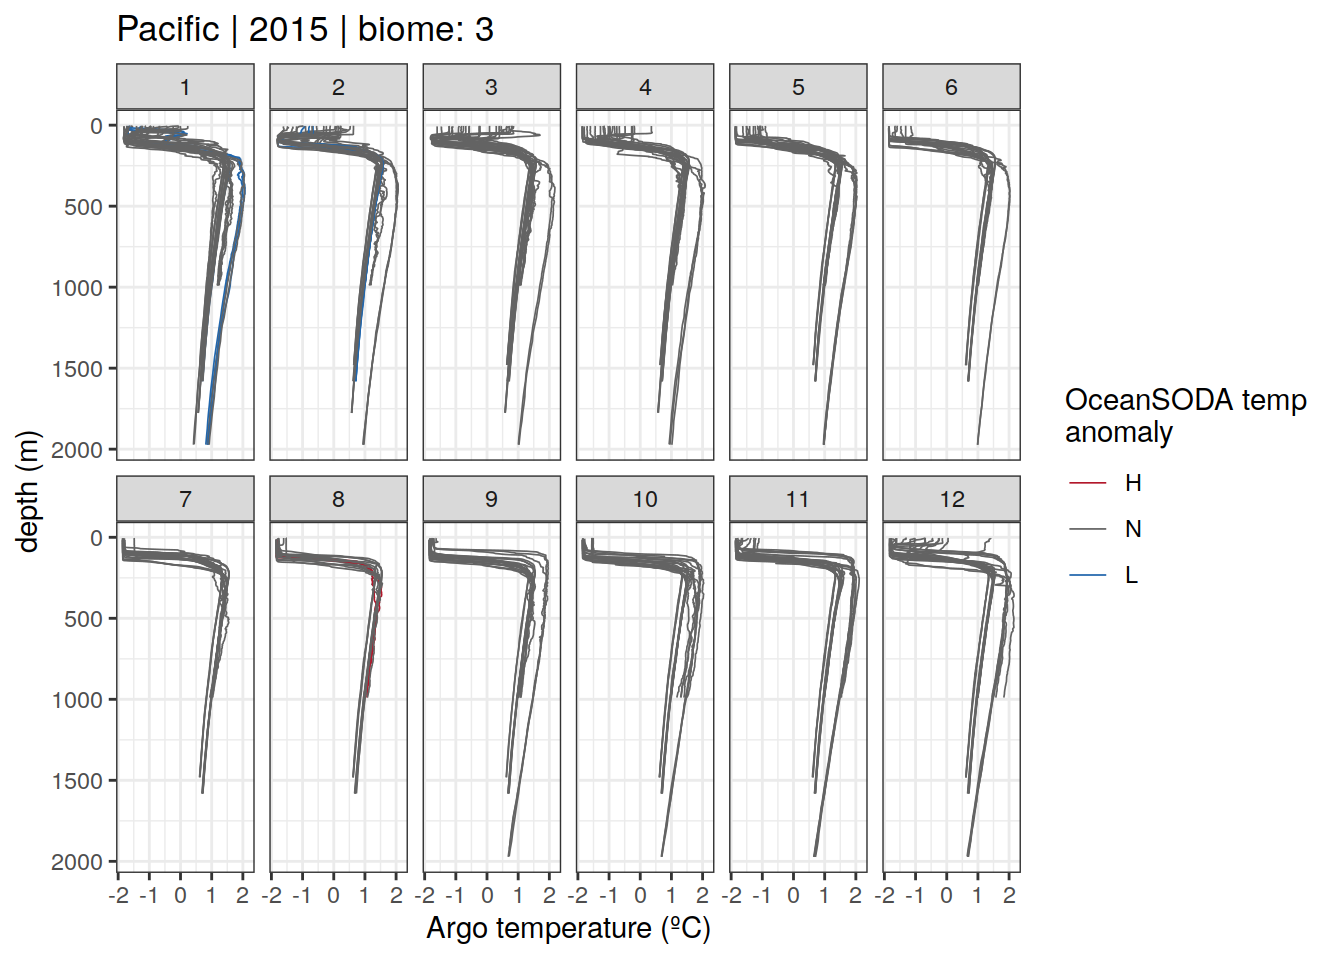 Pacific | 2015 | biome: 3
1 2 3 4 5 6
0
500
1000
1500
2000
depth (m)
7 8 9 10 11 12
0
500
1000
1500
2000
-2 -1 0 1 2 -2 -1 0 1 2 -2 -1 0 1 2 -2 -1 0 1 2 -2 -1 0 1 2 -2 -1 0 1 2
Argo temperature (ºC)
OceanSODA temp
anomaly
H
N
L